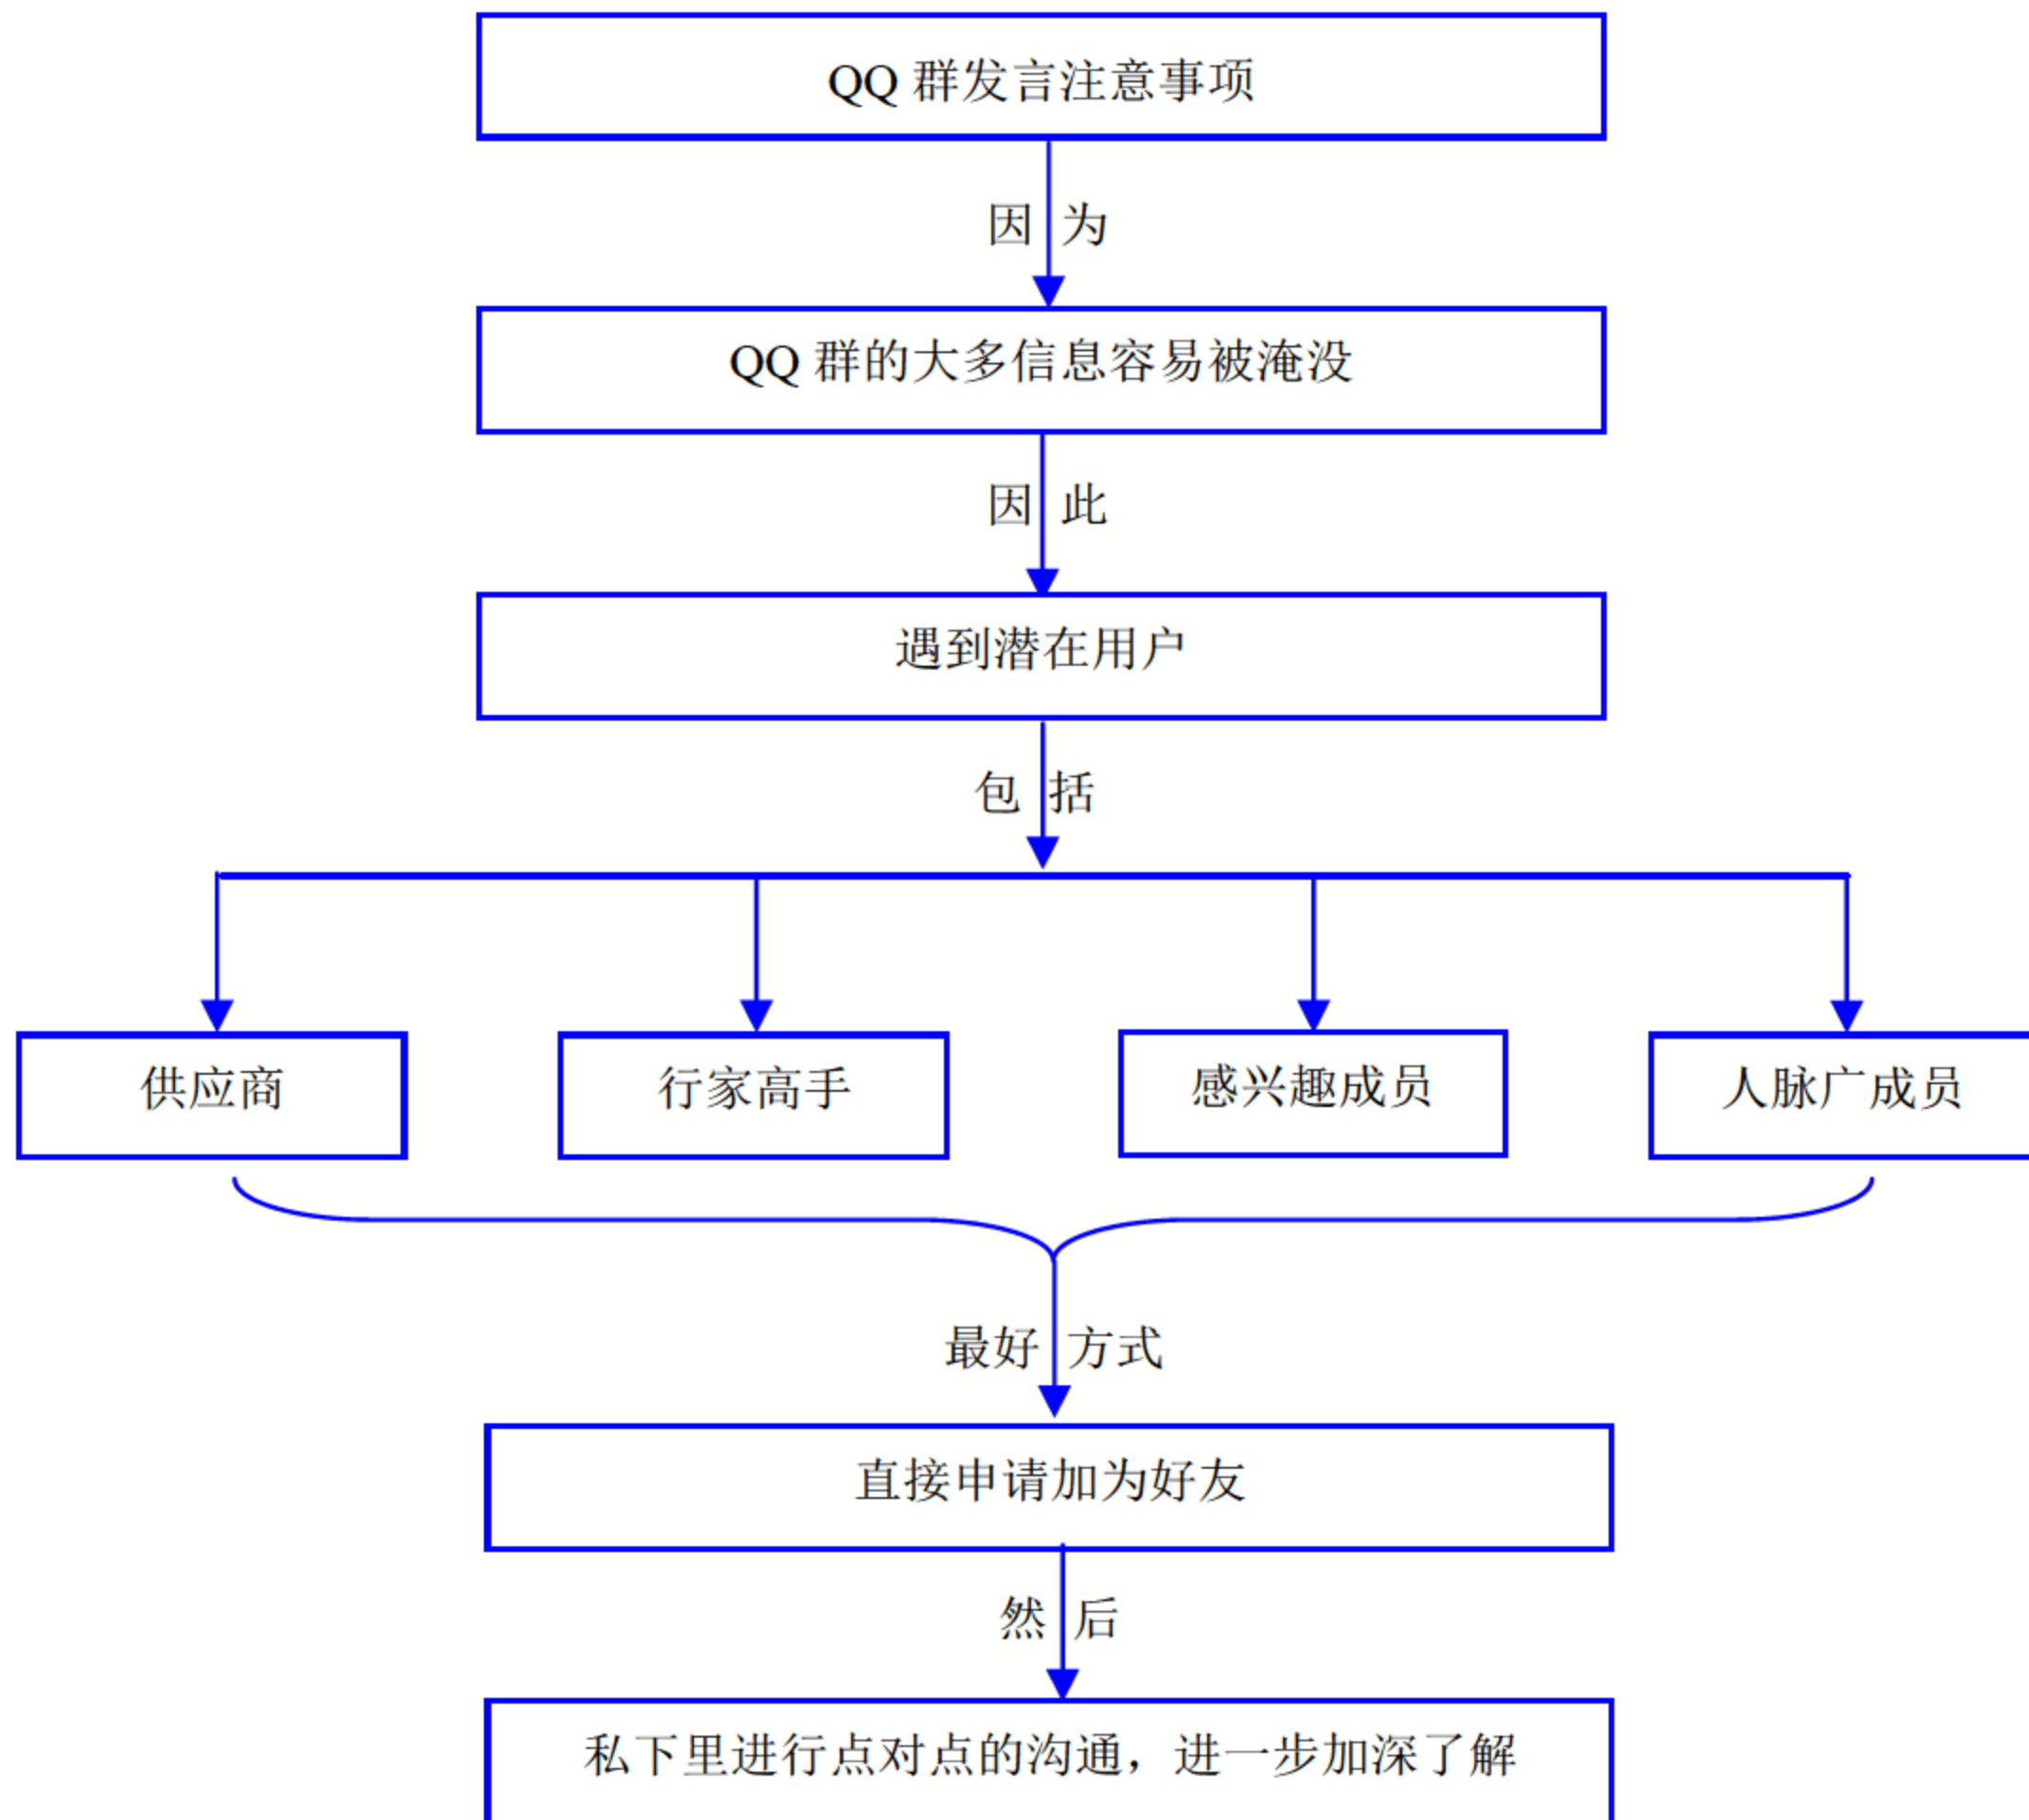 QQ 群发言注意事项
因为
QQ 群的大多信息容易被淹没
因此
遇到潜在用户
包括
供应商
行家高手
感兴趣成员
人脉广成员
最好方式
直接申请加为好友
然后
私下里进行点对点的沟通，进一步加深了解